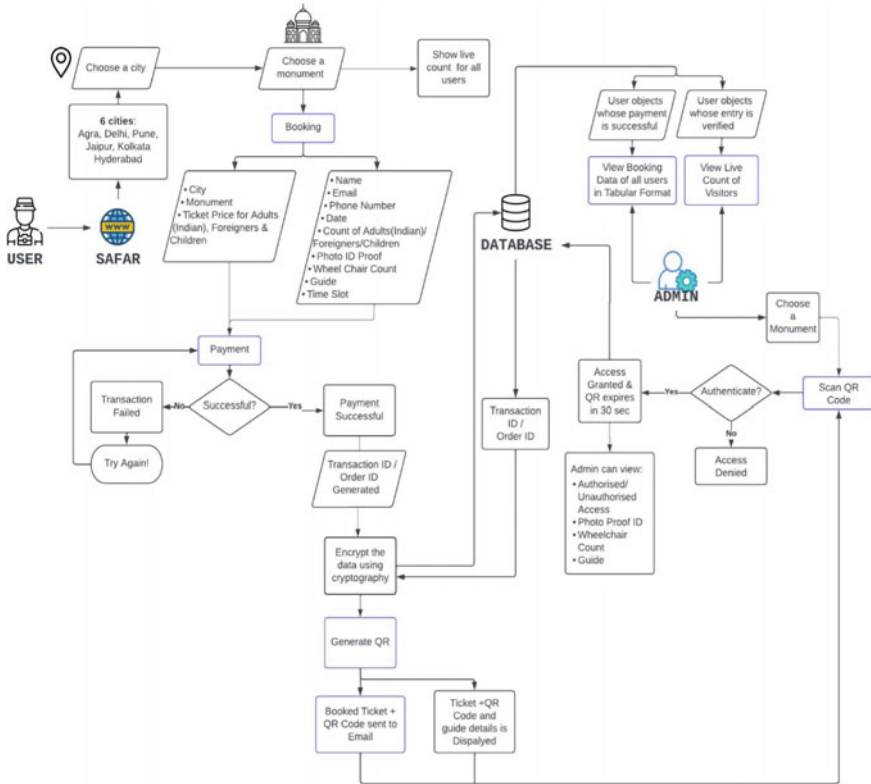 Choose a city
Choose a
monument
Show live
count for all
users
6 cities:
Agra, Delhi, Pune,
Jaipur, Kolkata
Hyderabad
USER
WWW
SAFAR
Booking
• City
• Monument
• Ticket Price for Adults
(Indian), Foreigners &
Children
• Name
• Email
• Phone Number
• Date
• Count of Adults(Indian)/
Foreigners/Children
• Photo ID Proof
• Wheel Chair Count
• Guide
• Time Slot
Payment
Successful?
No
Yes
Transaction
Failed
Try Again!
Payment
Successful
Transaction ID /
Order ID
Generated
Encrypt the
data using
cryptography
Generate QR
Booked Ticket +
QR Code sent to
Email
Ticket +QR
Code and
guide details is
Dispalyed
DATABASE
Transaction
ID /
Order ID
User objects
whose payment
is successful
User objects
whose entry is
verified
View Booking
Data of all users
in Tabular Format
View Live
Count of
Visitors
ADMIN
Choose
a
Monument
Scan QR
Code
Authenticate?
Yes
No
Access
Denied
Access
Granted &
QR expires
in 30 sec
Admin can view:
• Authorised/
Unauthorised
Access
• Photo Proof ID
• Wheelchair
Count
• Guide